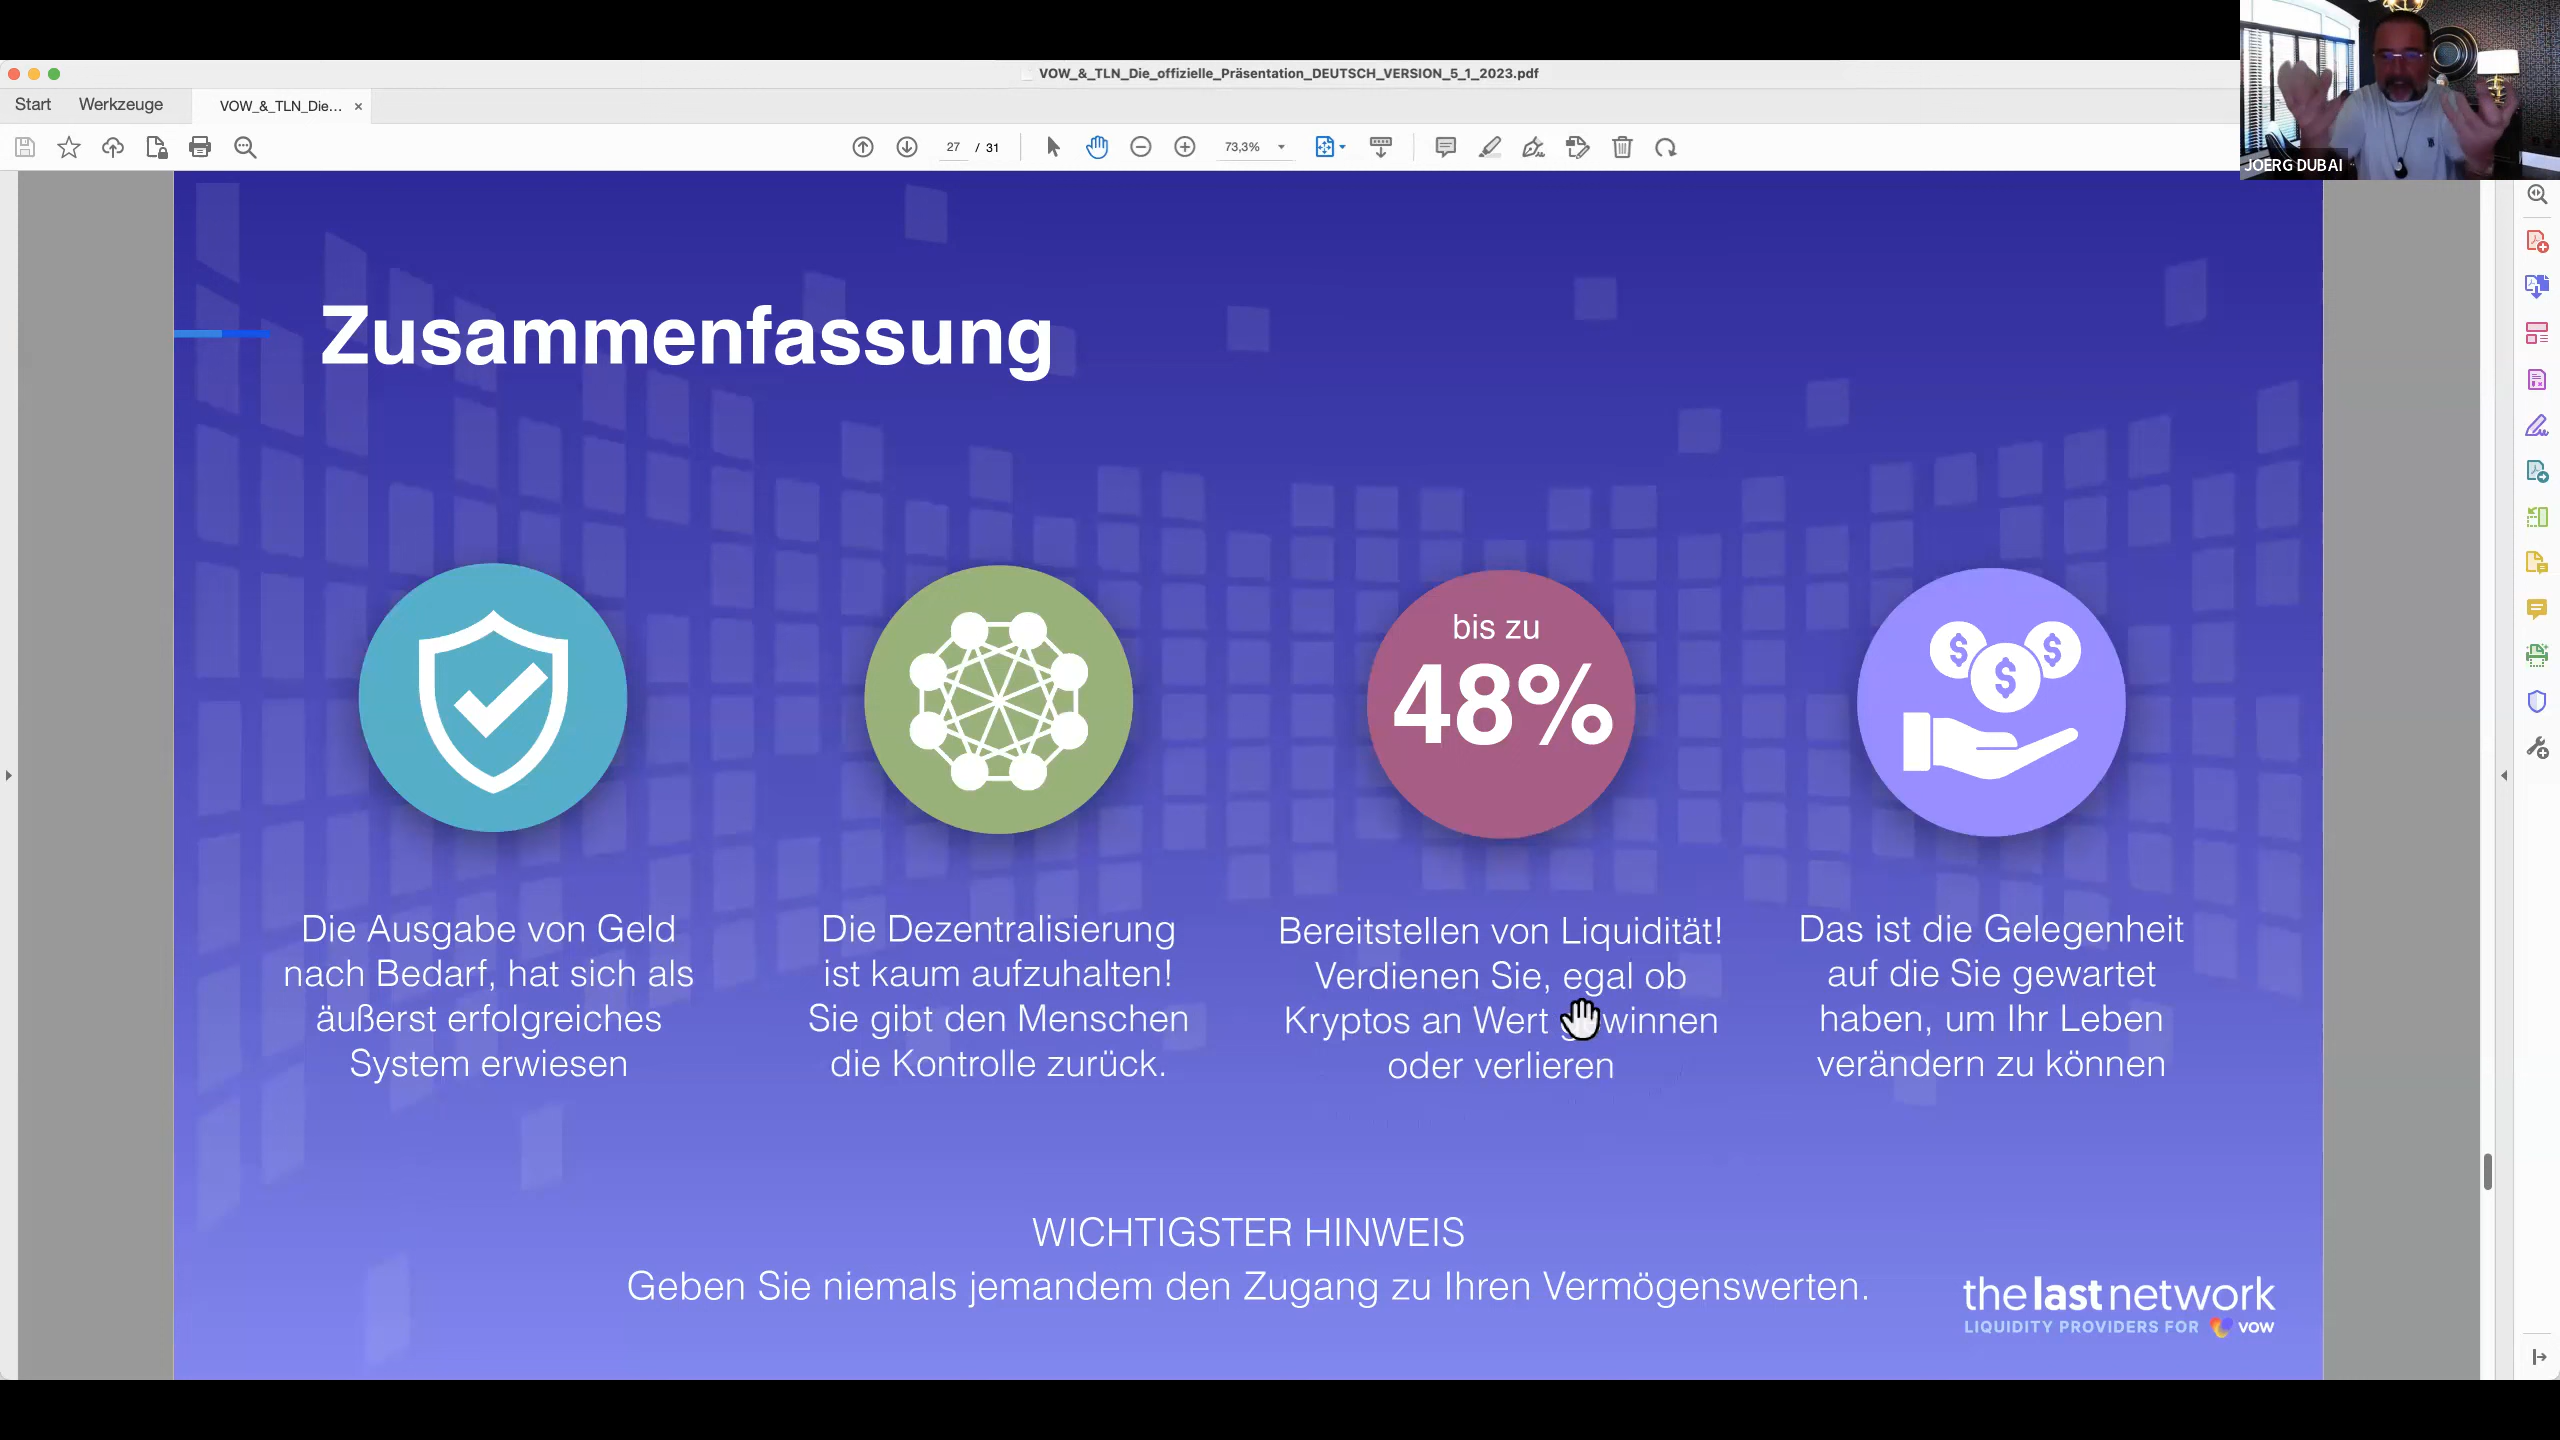 VOW_&_TLN_Die_offizielle_Präsentation_DEUTSCH_VERSION_5_1_2023.pdf
Start Werkzeuge VOW_&_TLN_Die... ×
27 / 31 73,3%
JOERG DUBAI
Zusammenfassung
bis zu
48%
$ $ $
Die Ausgabe von Geld
nach Bedarf, hat sich als
äußerst erfolgreiches
System erwiesen
Die Dezentralisierung
ist kaum aufzuhalten!
Sie gibt den Menschen
die Kontrolle zurück.
Bereitstellen von Liquidität!
Verdienen Sie, egal ob
Kryptos an Wert gewinnen
oder verlieren
Das ist die Gelegenheit
auf die Sie gewartet
haben, um Ihr Leben
verändern zu können
WICHTIGSTER HINWEIS
Geben Sie niemals jemandem den Zugang zu Ihren Vermögenswerten.
the last network
LIQUIDITY PROVIDERS FOR VOW